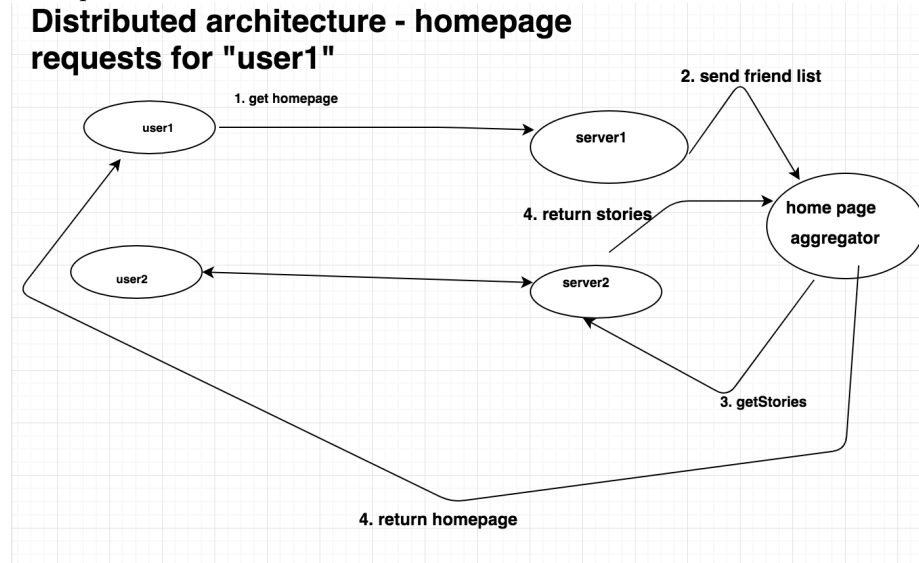 Distributed architecture - homepage
requests for "user1"
2. send friend list
1. get homepage
user1
server1
4. return stories
home page
aggregator
user2
server2
3. getStories
4. return homepage